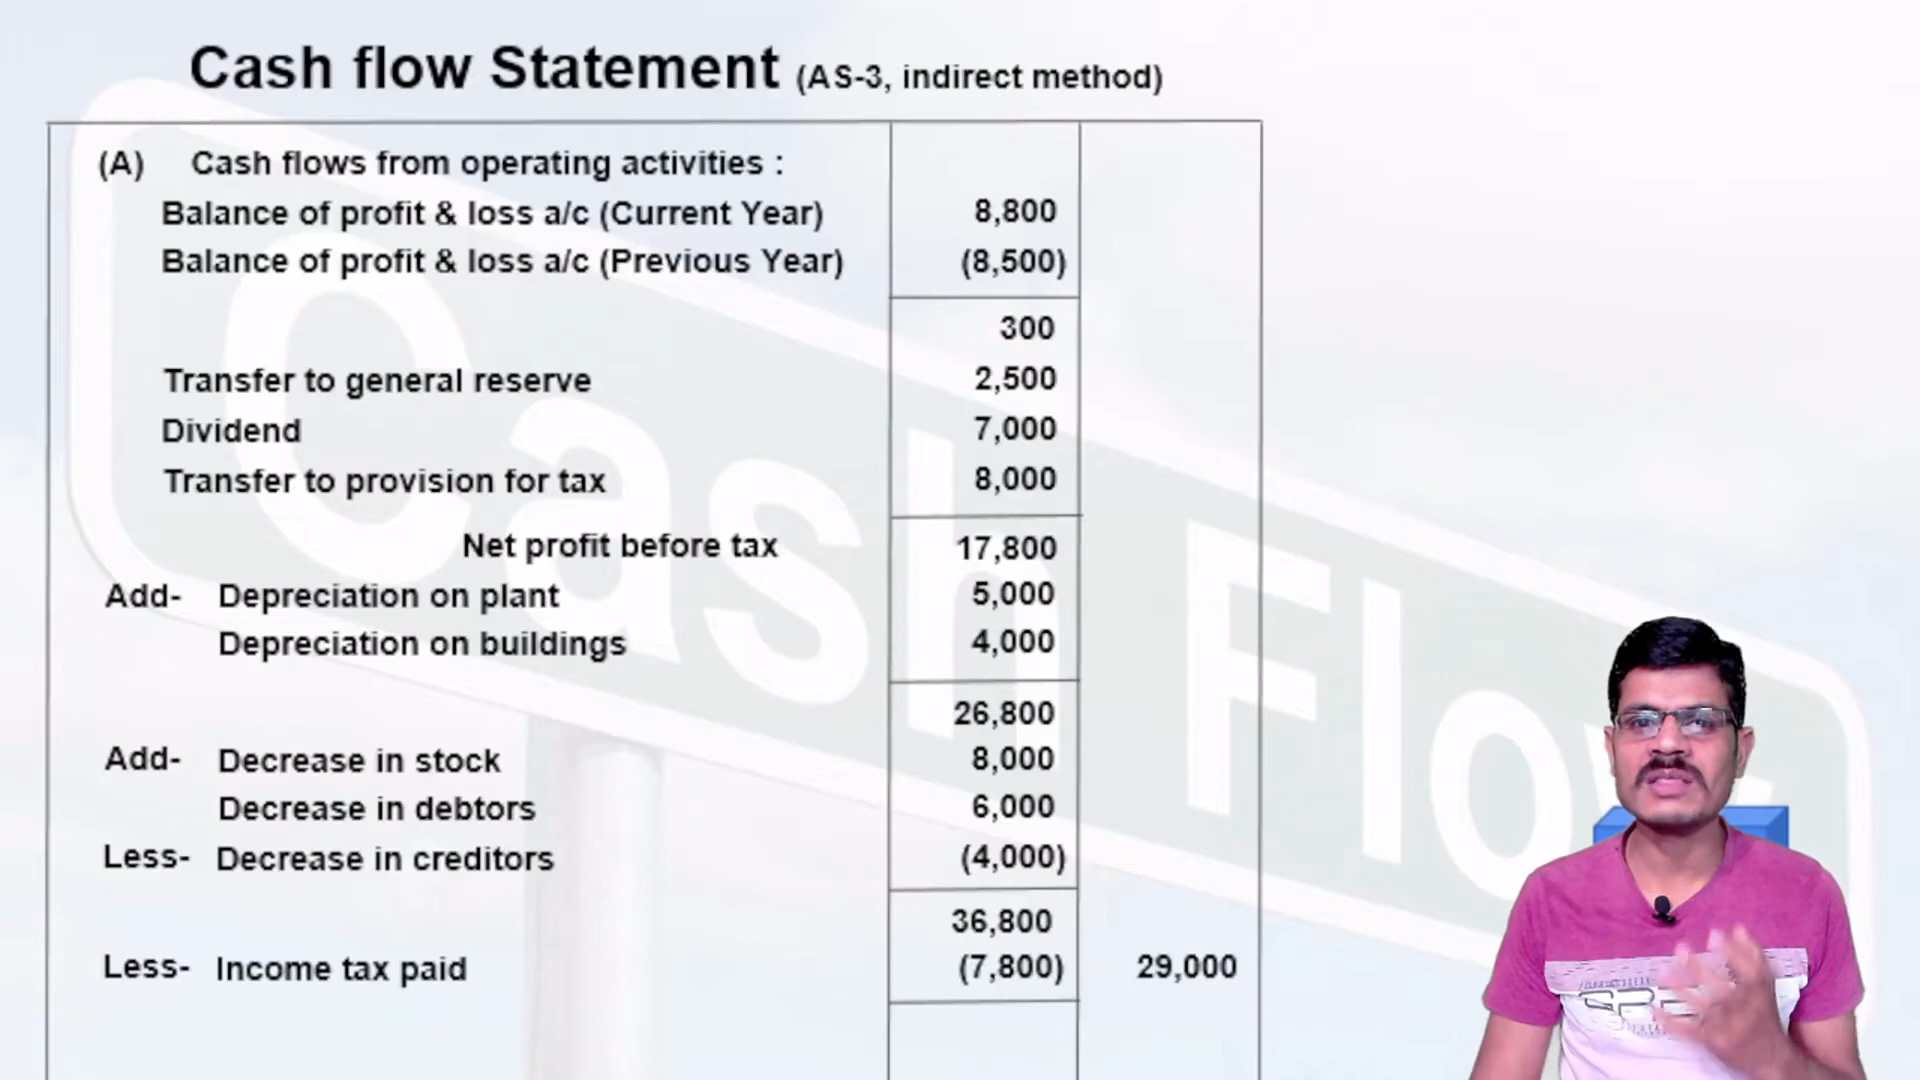 Cash flow Statement (AS-3, indirect method)
(A) Cash flows from operating activities :
Balance of profit & loss a/c (Current Year) 8,800
Balance of profit & loss a/c (Previous Year) (8,500)
300
Transfer to general reserve 2,500
Dividend 7,000
Transfer to provision for tax 8,000
Net profit before tax 17,800
Add- Depreciation on plant 5,000
Depreciation on buildings 4,000
26,800
Add- Decrease in stock 8,000
Decrease in debtors 6,000
Less- Decrease in creditors (4,000)
36,800
Less- Income tax paid (7,800) 29,000
Cash Flow